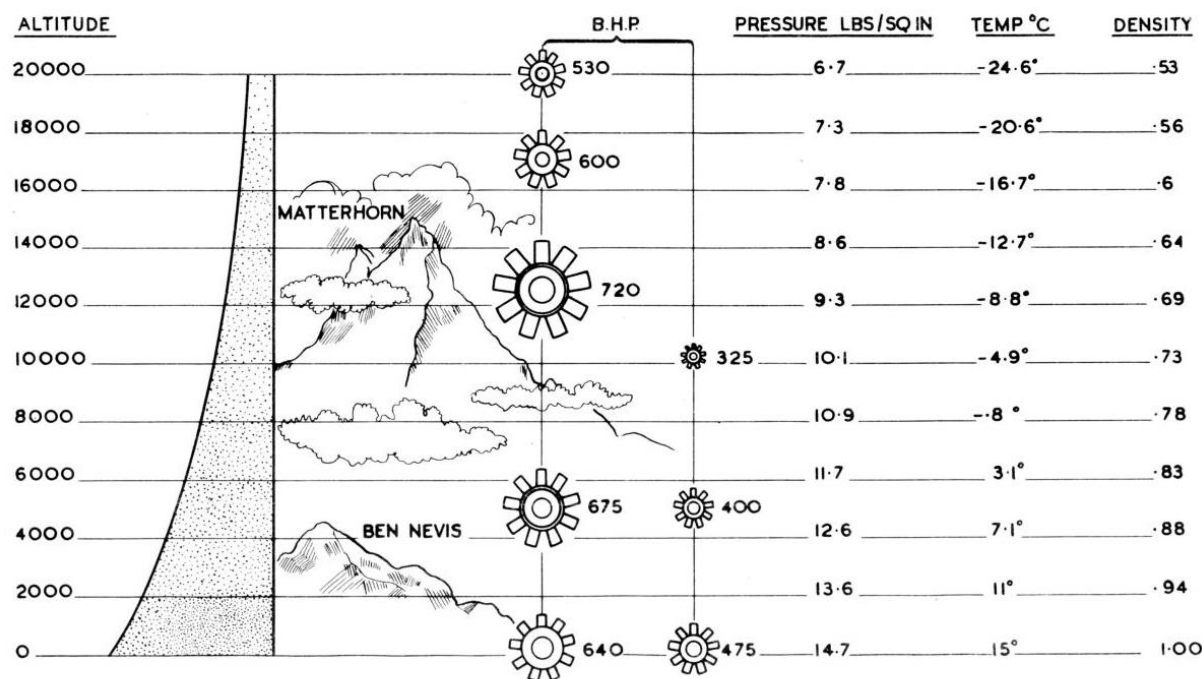 ALTITUDE B.H.P. PRESSURE LBS/SQ IN TEMP °C DENSITY
20000 530 6·7 -24·6° ·53
18000 7·3 -20·6° ·56
600
16000 7·8 -16·7° ·6
MATTERHORN
14000 8·6 -12·7° ·64
12000 720 9·3 -8·8° ·69
10000 325 10·1 -4·9° ·73
8000 10·9 -·8° ·78
6000 11·7 3·1° ·83
675 400
4000 BEN NEVIS 12·6 7·1° ·88
2000 13·6 11° ·94
0 640 475 14·7 15° 1·00